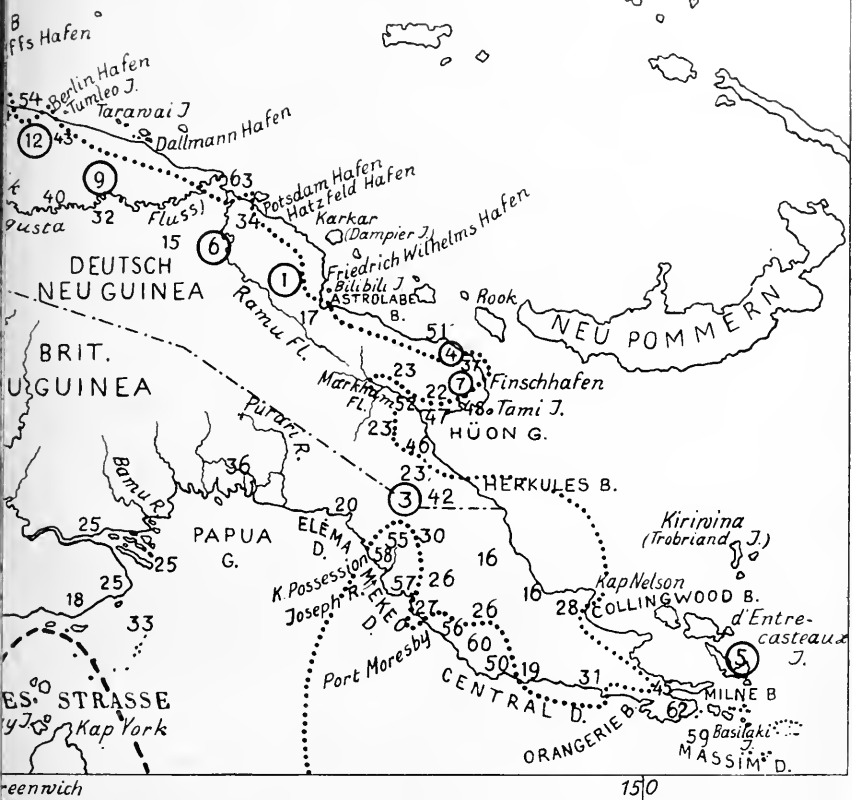 B
ffs Hafen
54
Berlin Hafen
Tumleo J.
12
43
Tarawai J
Dallmann Hafen
9
k
40
gusta
32
Fluss)
15
63
Potsdam Hafen
Hatzfeld Hafen
34
6
Karkar
(Dampier J)
1
Friedrich Wilhelms Hafen
Bilibili J
ASTROLABE
B.
17
DEUTSCH
NEU GUINEA
Ramu Fl.
Rook
NEU POMMERN
51
4
37
BRIT.
U GUINEA
23
7
Finschhafen
Markham
FL.
52
22
47
48
Tami J.
HÜON G.
23
46
Purari R.
23
36
3
42
HERKULES B.
Bamu R.
20
25
PAPUA
G.
ELEMA
D.
55
30
58
16
25
K. Possession
Joseph R.
MEKEO
D.
57
26
Kiriwina
(Trobriand J.)
25
18
16
28
Kap Nelson
COLLINGWOOD B.
33
27
26
56
60
d'Entre-
casteaux
J.
5
Port Moresby
50
19
31
45
CENTRAL D.
MILNE B
62
ES. STRASSE
y J.
Kap York
ORANGERIE B.
59
Basilaki
J.
MASSIM D.
reenwich
150